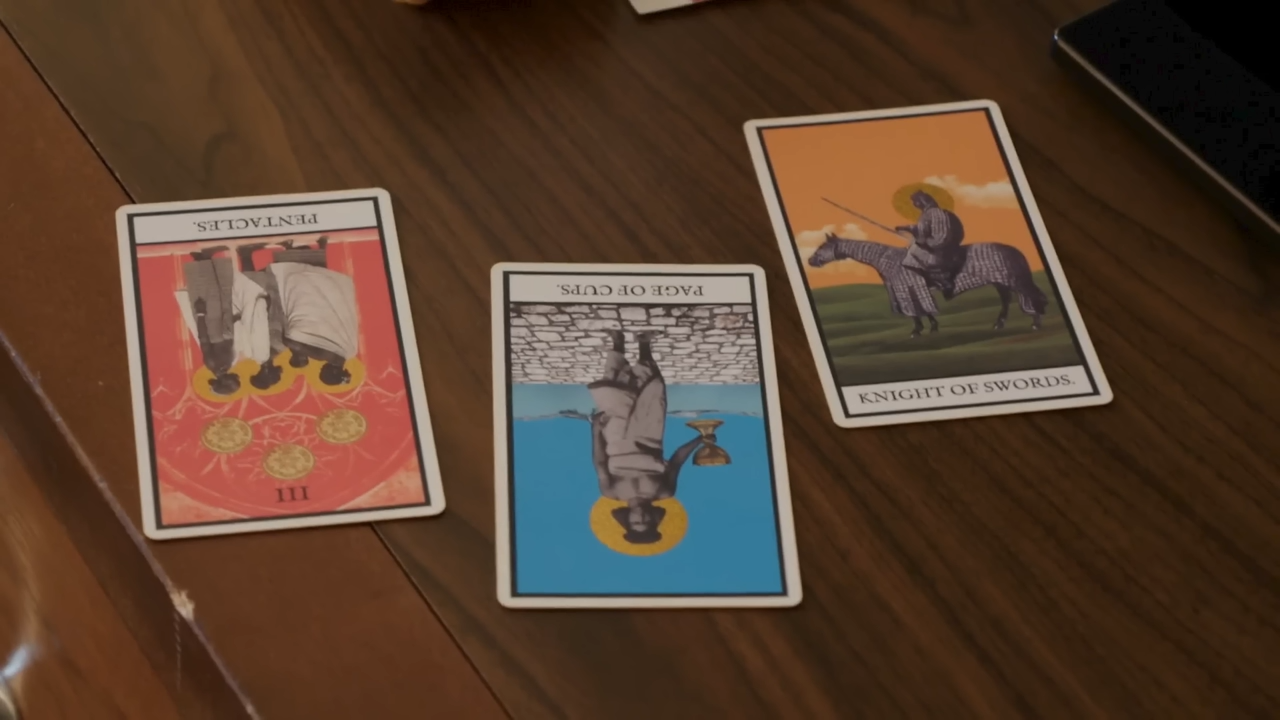 PENTACLES.
III
PAGE OF CUPS.
KNIGHT OF SWORDS.